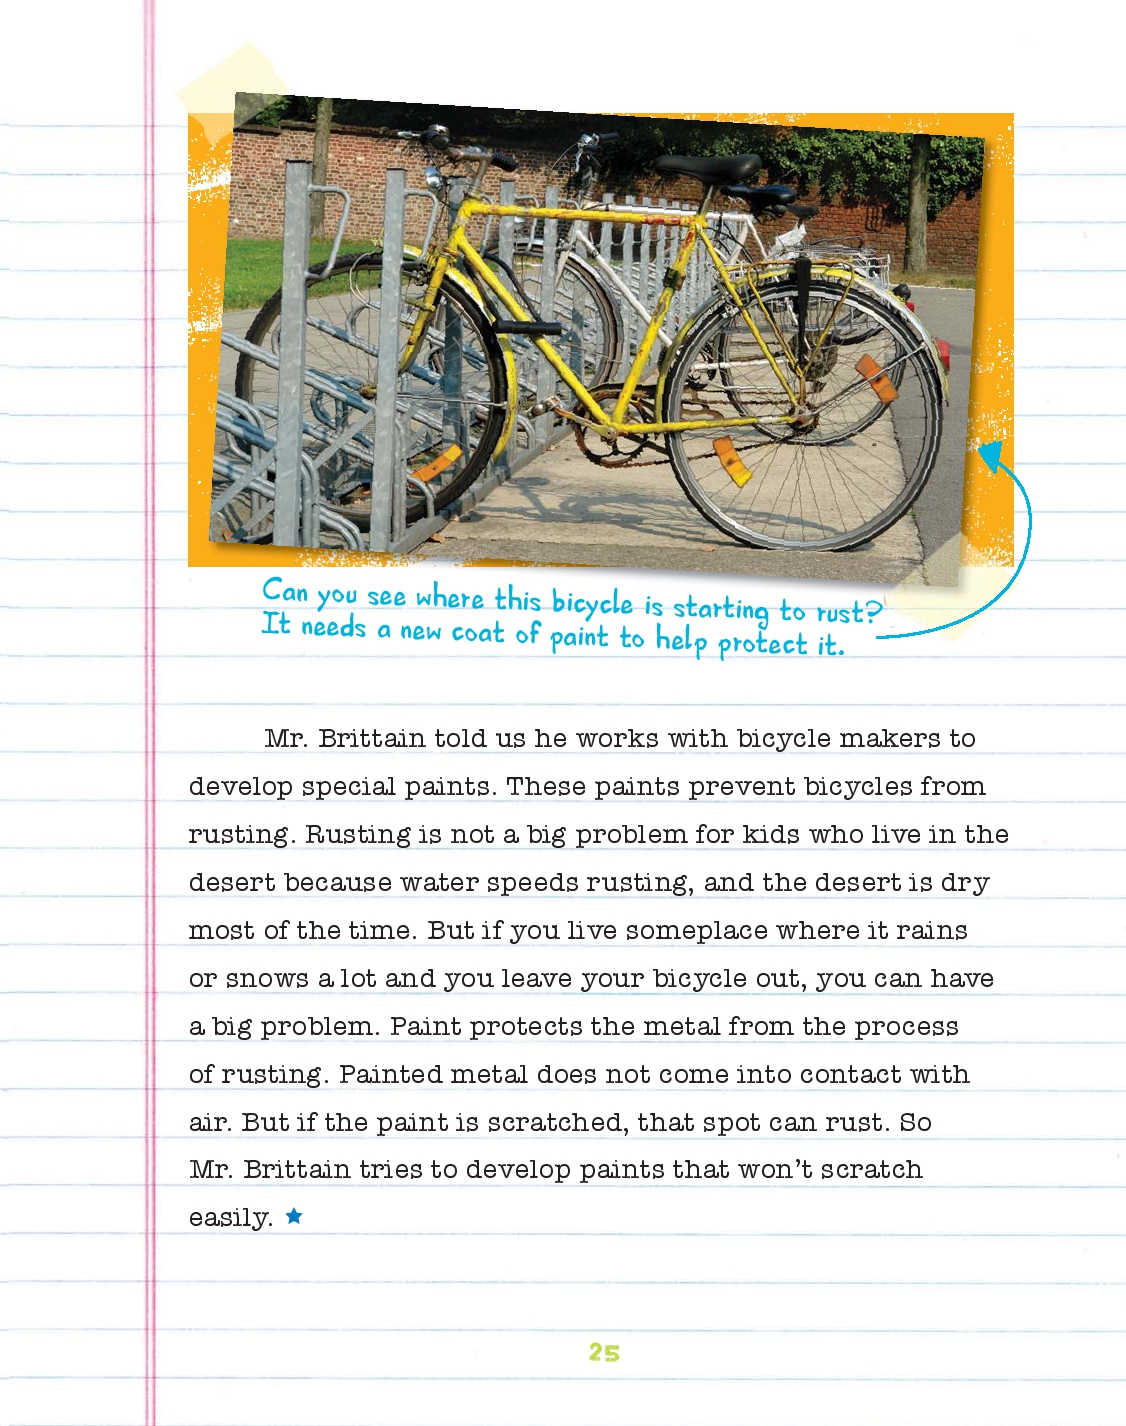 Can you see where this bicycle is starting to rust?
It needs a new coat of paint to help protect it.
Mr. Brittain told us he works with bicycle makers to
develop special paints. These paints prevent bicycles from
rusting. Rusting is not a big problem for kids who live in the
desert because water speeds rusting, and the desert is dry
most of the time. But if you live someplace where it rains
or snows a lot and you leave your bicycle out, you can have
a big problem. Paint protects the metal from the process
of rusting. Painted metal does not come into contact with
air. But if the paint is scratched, that spot can rust. So
Mr. Brittain tries to develop paints that won’t scratch
easily. ★
25